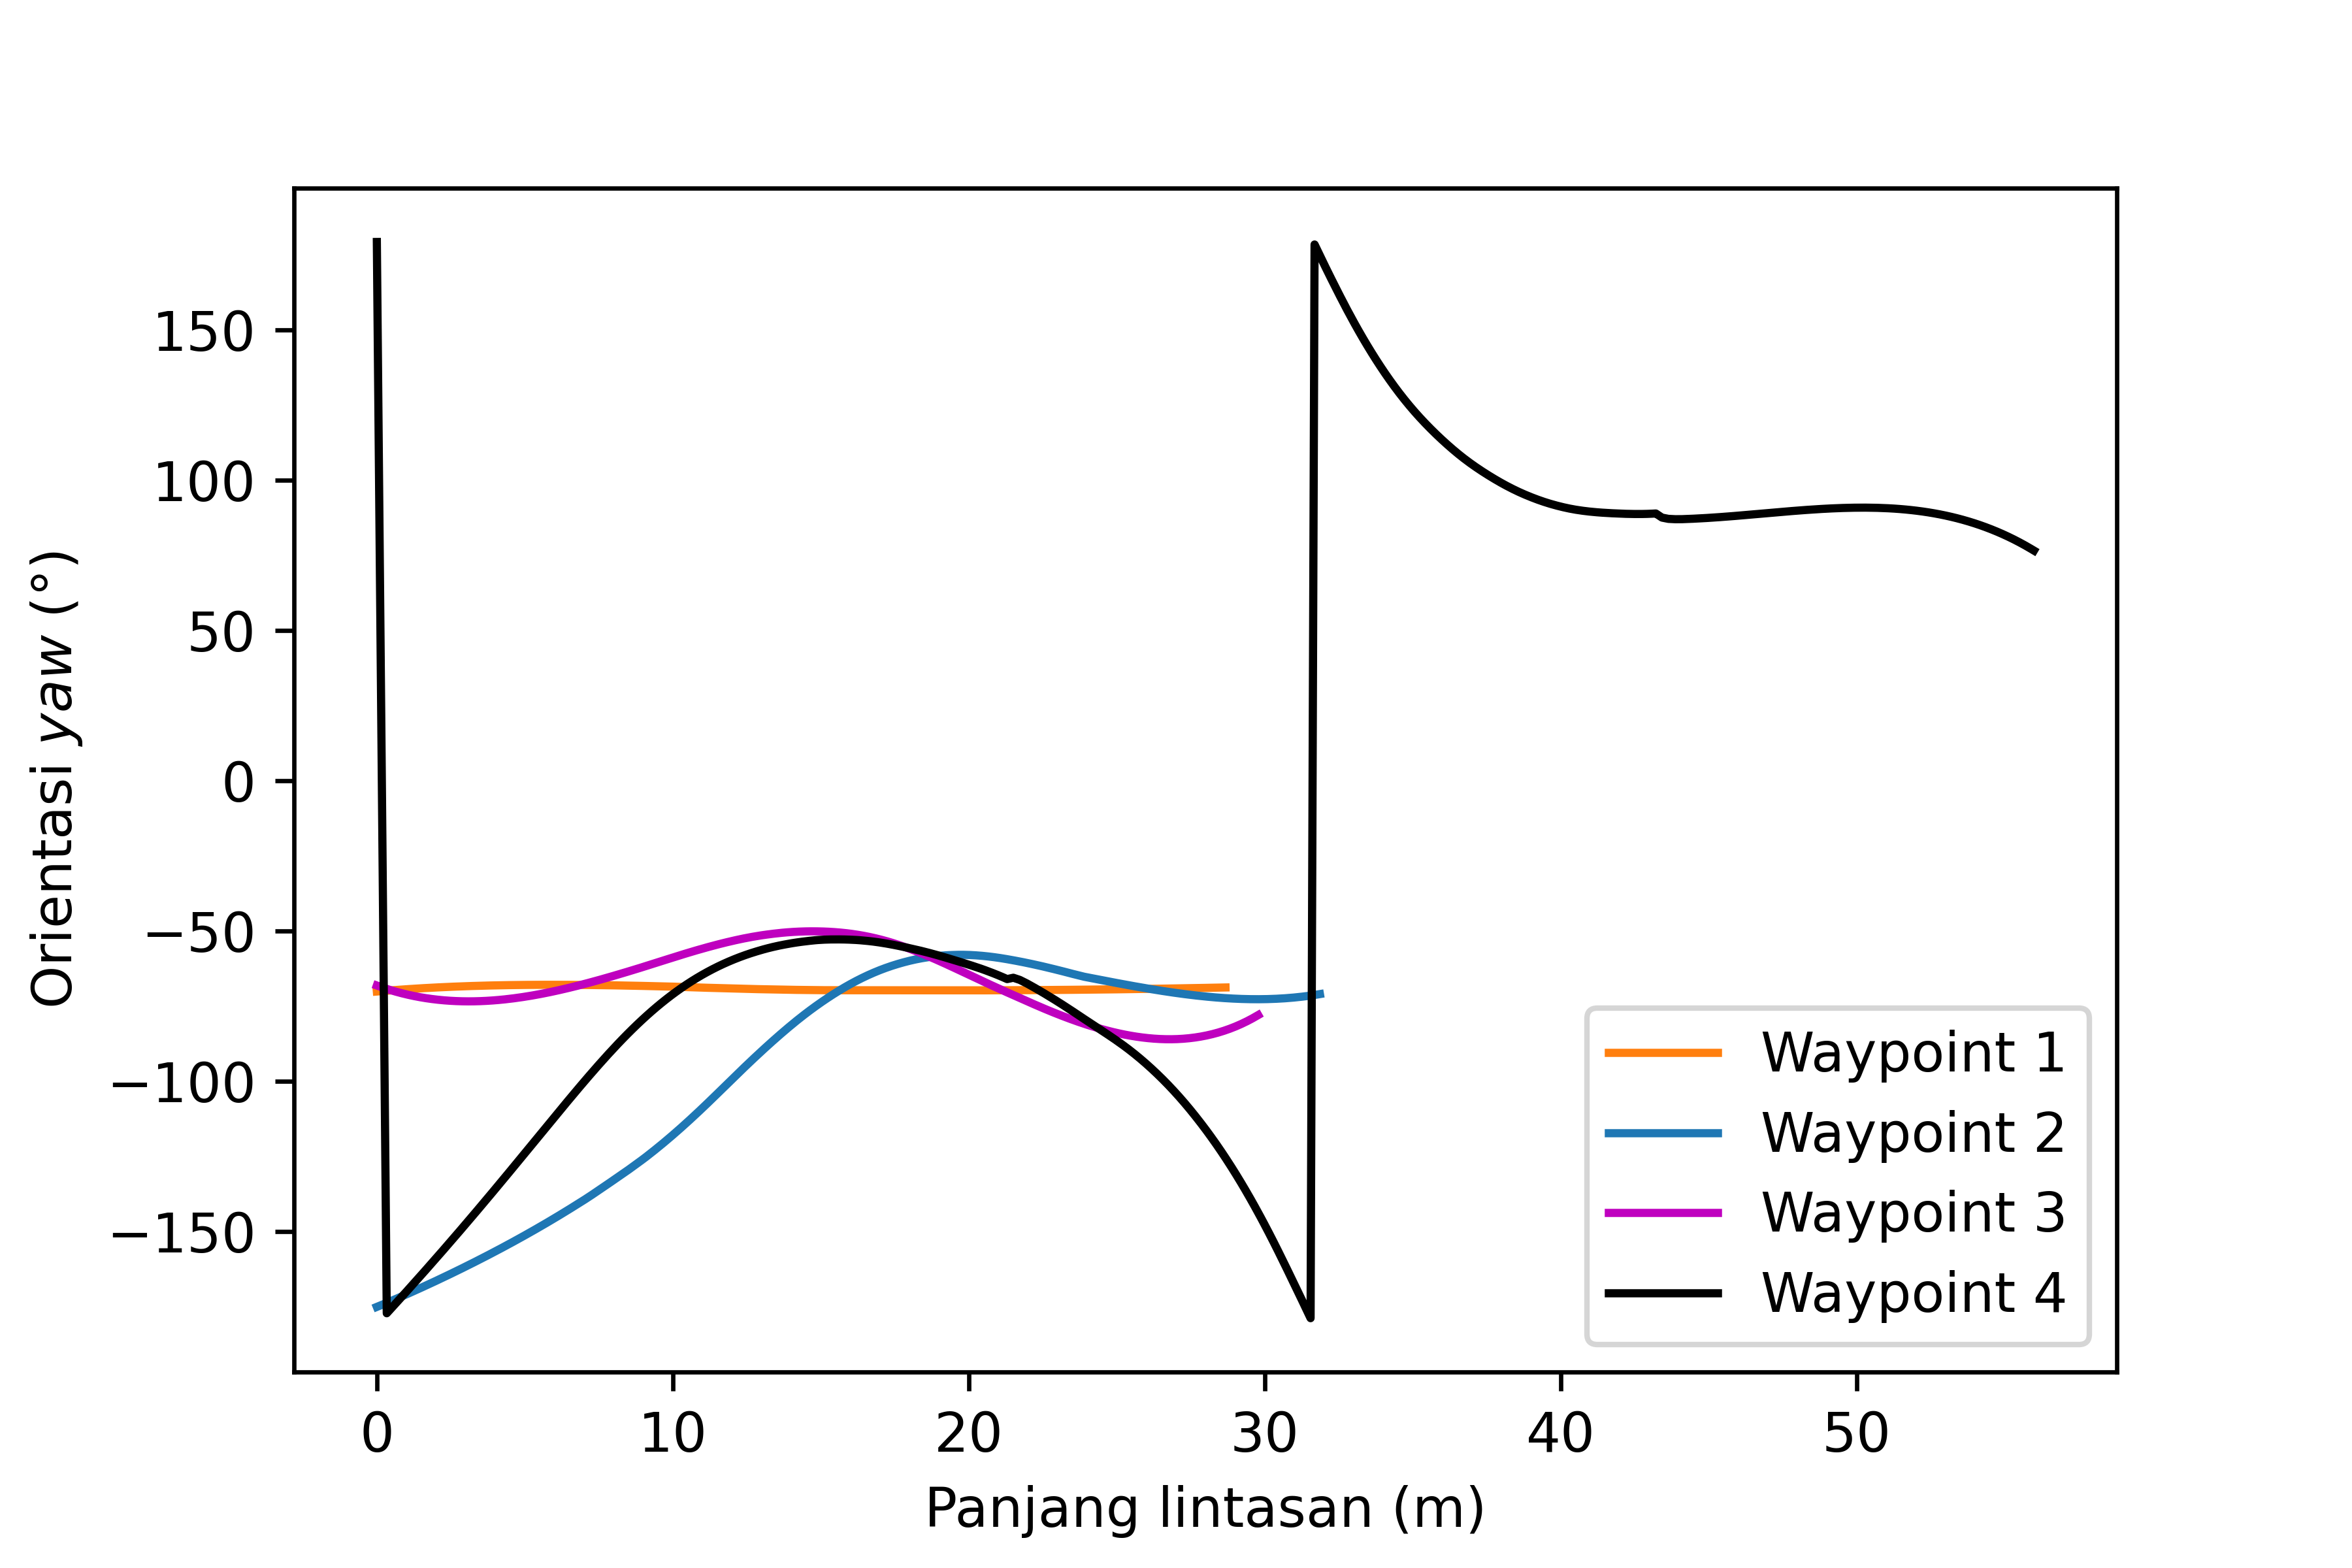 Orientasi yaw (°)
150
100
50
0
−50
−100
−150
0 10 20 30 40 50
Panjang lintasan (m)
Waypoint 1
Waypoint 2
Waypoint 3
Waypoint 4